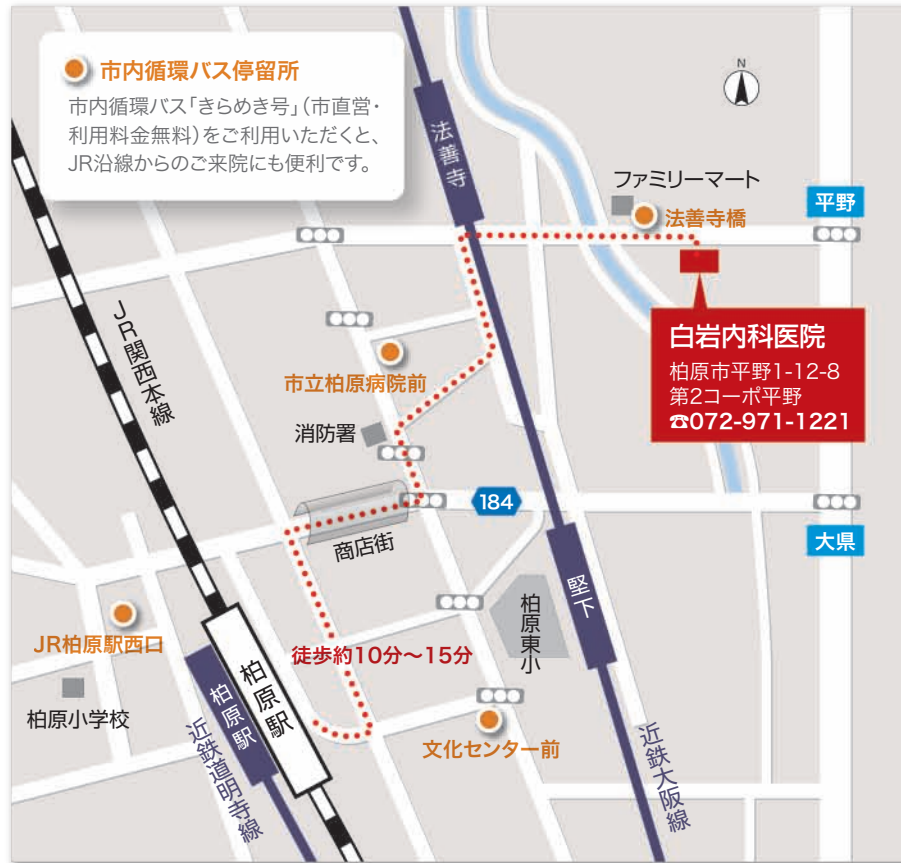 市内循環バス停留所
市内循環バス「きらめき号」(市直営・
利用料金無料)をご利用いただくと、
JR沿線からのご来院にも便利です。
N
法善寺
ファミリーマート
法善寺橋
平野
白岩内科医院
柏原市平野1-12-8
第2コーポ平野
☎072-971-1221
JR関西本線
市立柏原病院前
消防署
184
商店街
大県
堅下
柏原東小
JR柏原駅西口
徒歩約10分〜15分
柏原駅
柏原駅
柏原小学校
近鉄道明寺線
文化センター前
近鉄大阪線